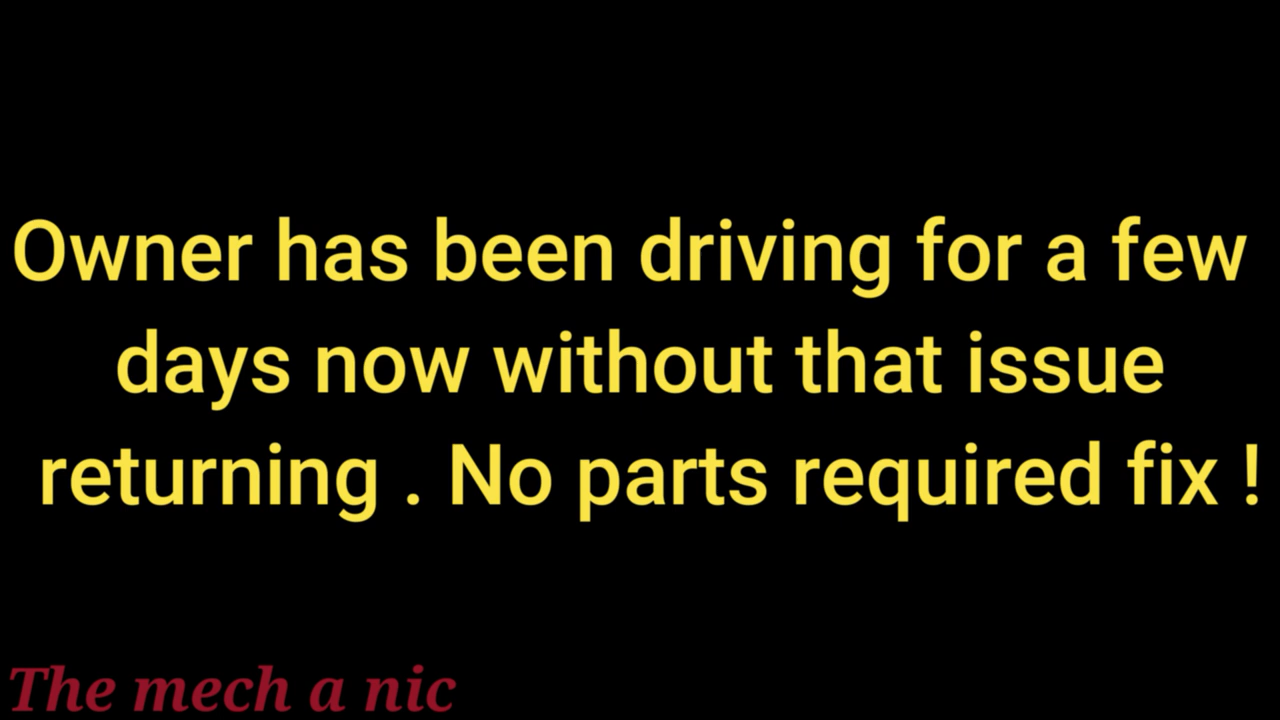 Owner has been driving for a few
days now without that issue
returning . No parts required fix !
The mech a nic